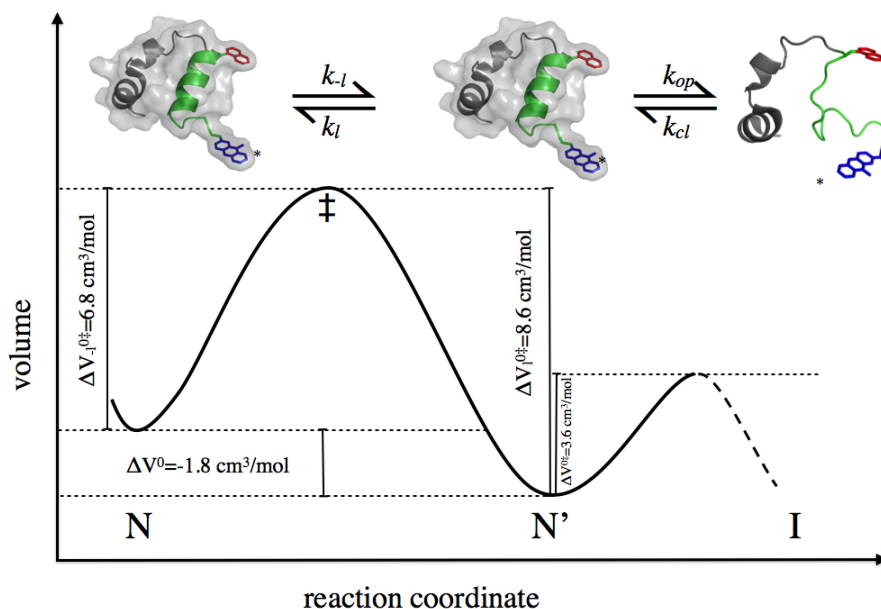 k-l
kl
kop
kcl
*
*
*
‡
ΔV-l0‡=6.8 cm3/mol
ΔVl0‡=8.6 cm3/mol
ΔV0‡=3.6 cm3/mol
ΔV0=-1.8 cm3/mol
volume
N
N’
I
reaction coordinate